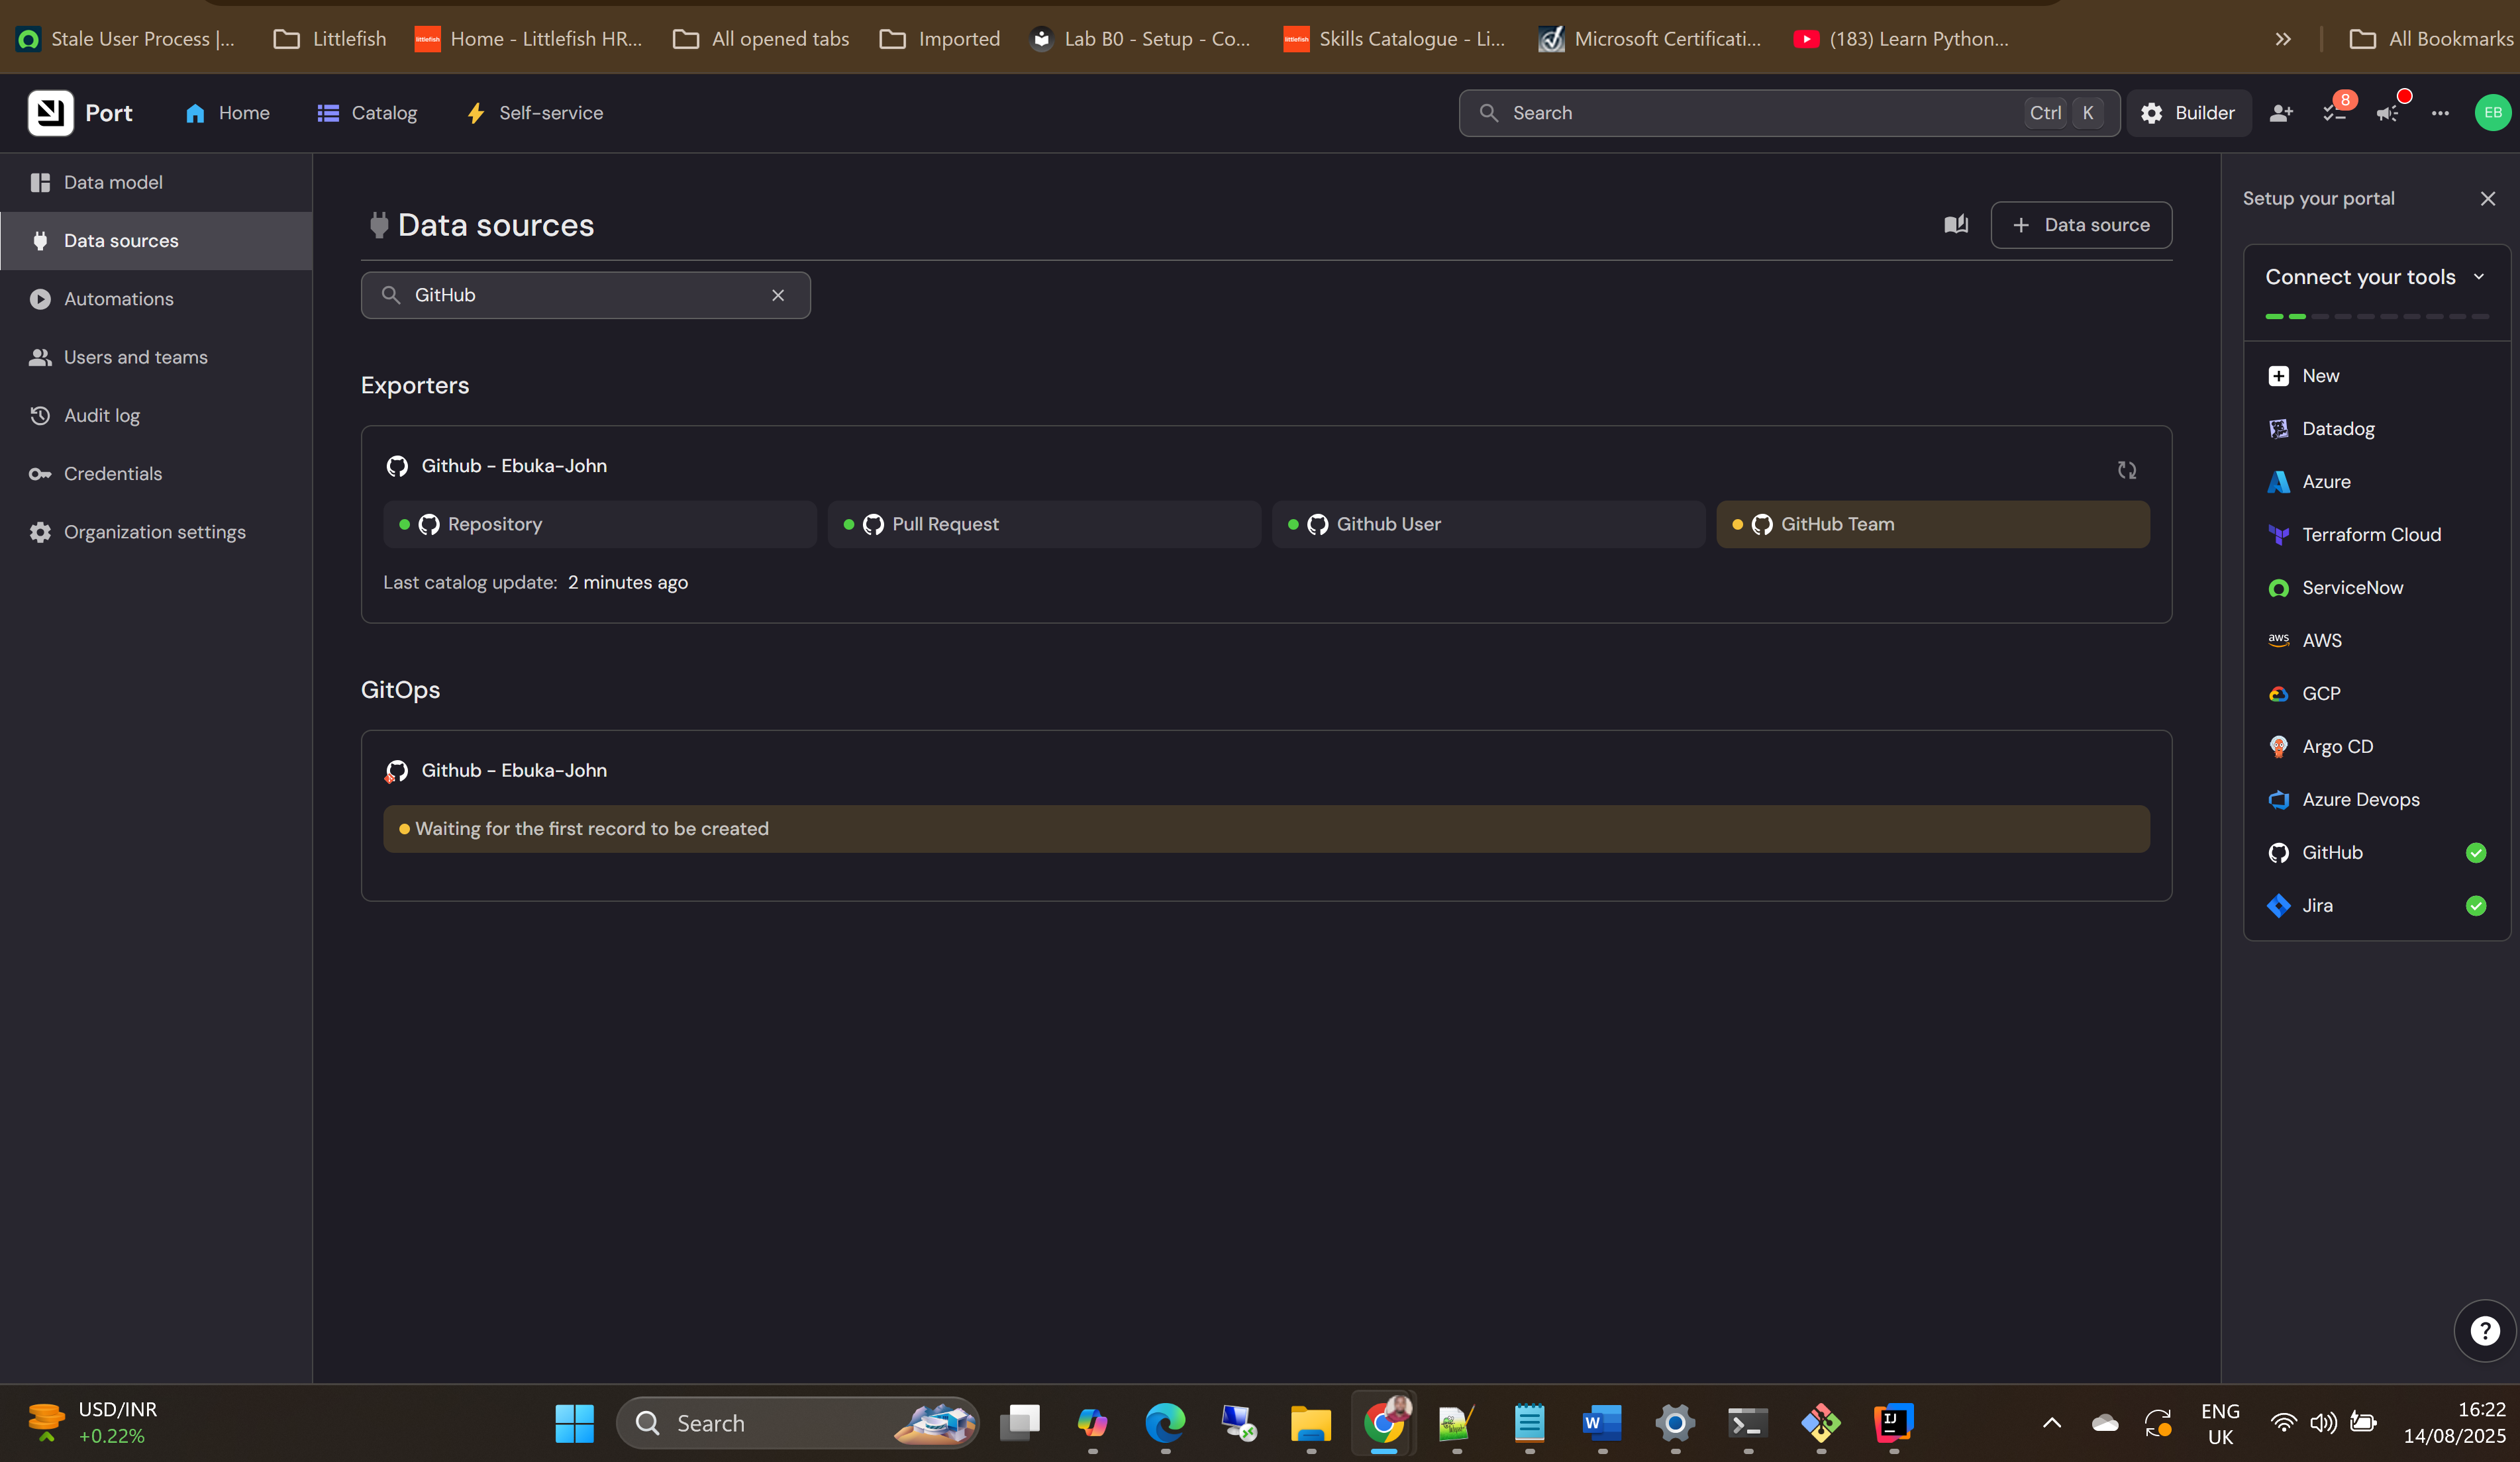 Stale User Process |...
Littlefish
littlefish
Home - Littlefish HR...
All opened tabs
Imported
Lab B0 - Setup - Co...
littlefish
Skills Catalogue - Li...
Microsoft Certificati...
(183) Learn Python...
All Bookmarks
Port
Home
Catalog
Self-service
Search
Ctrl
K
Builder
8
EB
Data model
Data sources
Automations
Users and teams
Audit log
Credentials
Organization settings
Data sources
Data source
GitHub
Exporters
Github - Ebuka-John
Repository
Pull Request
Github User
GitHub Team
Last catalog update: 2 minutes ago
GitOps
Github - Ebuka-John
Waiting for the first record to be created
Setup your portal
Connect your tools
New
Datadog
Azure
Terraform Cloud
ServiceNow
aws
AWS
GCP
Argo CD
Azure Devops
GitHub
Jira
USD/INR
+0.22%
Search
W
IJ
ENG
UK
16:22
14/08/2025